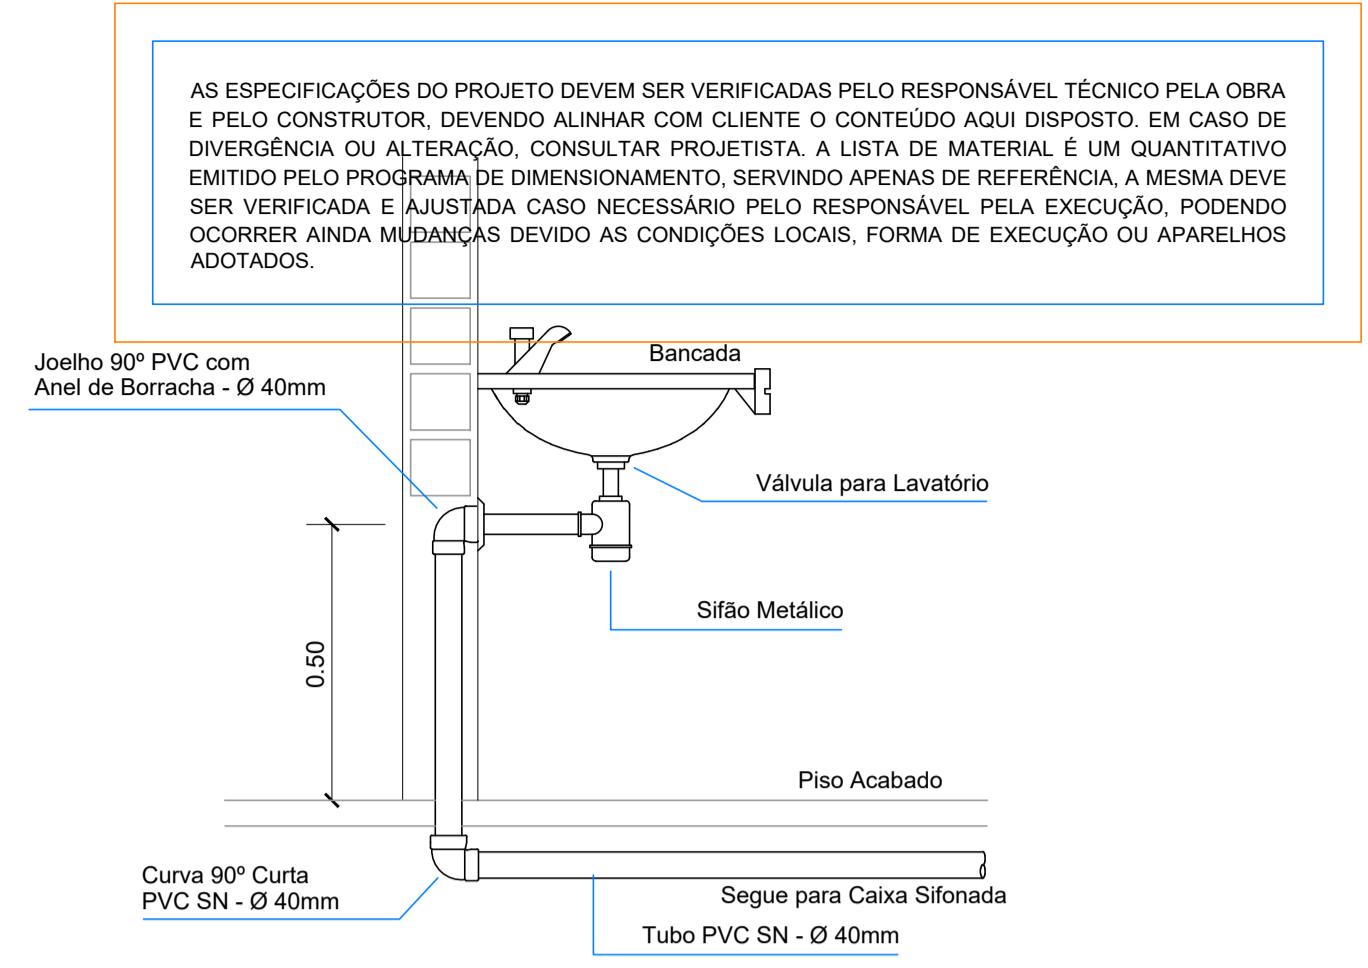 AS ESPECIFICAÇÕES DO PROJETO DEVEM SER VERIFICADAS PELO RESPONSÁVEL TÉCNICO PELA OBRA
E PELO CONSTRUTOR, DEVENDO ALINHAR COM CLIENTE O CONTEÚDO AQUI DISPOSTO. EM CASO DE
DIVERGÊNCIA OU ALTERAÇÃO, CONSULTAR PROJETISTA. A LISTA DE MATERIAL É UM QUANTITATIVO
EMITIDO PELO PROGRAMA DE DIMENSIONAMENTO, SERVINDO APENAS DE REFERÊNCIA, A MESMA DEVE
SER VERIFICADA E AJUSTADA CASO NECESSÁRIO PELO RESPONSÁVEL PELA EXECUÇÃO, PODENDO
OCORRER AINDA MUDANÇAS DEVIDO AS CONDIÇÕES LOCAIS, FORMA DE EXECUÇÃO OU APARELHOS
ADOTADOS.
Bancada
Joelho 90º PVC com
Anel de Borracha - Ø 40mm
Válvula para Lavatório
Sifão Metálico
0.50
Piso Acabado
Curva 90º Curta
PVC SN - Ø 40mm
Segue para Caixa Sifonada
Tubo PVC SN - Ø 40mm